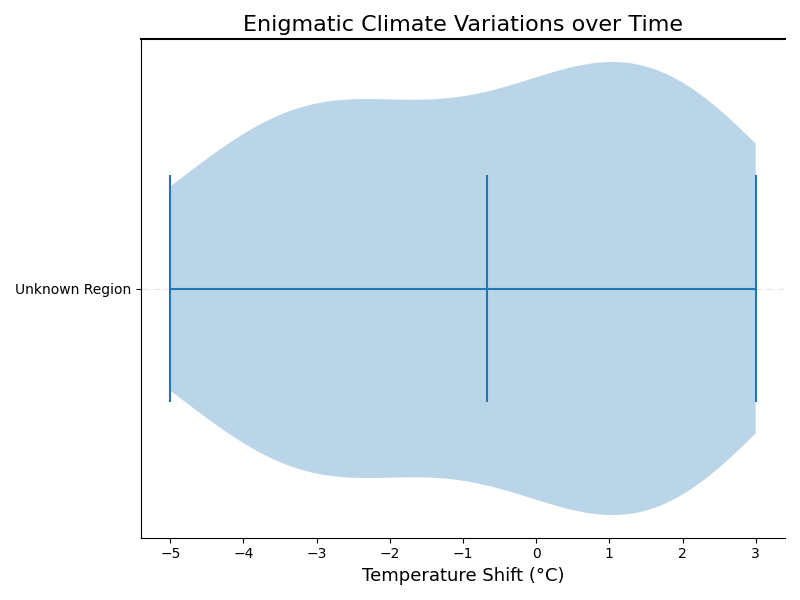 Enigmatic Climate Variations over Time
Unknown Region
−5 −4 −3 −2 −1 0 1 2 3
Temperature Shift (°C)